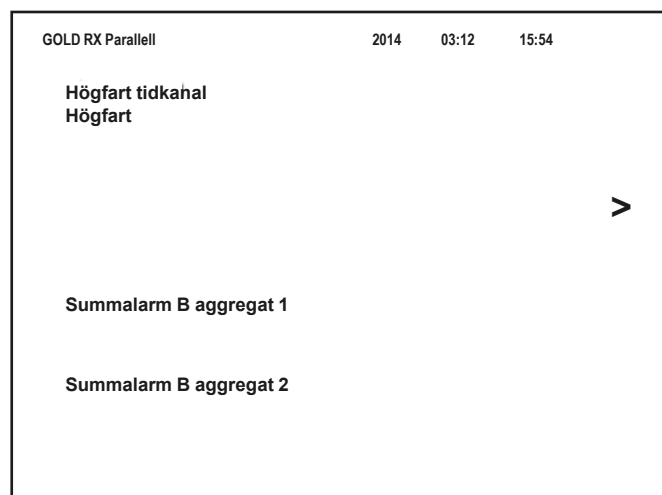 GOLD RX Parallell 2014 03:12 15:54
Högfart tidkanal
Högfart
>
Summalarm B aggregat 1
Summalarm B aggregat 2